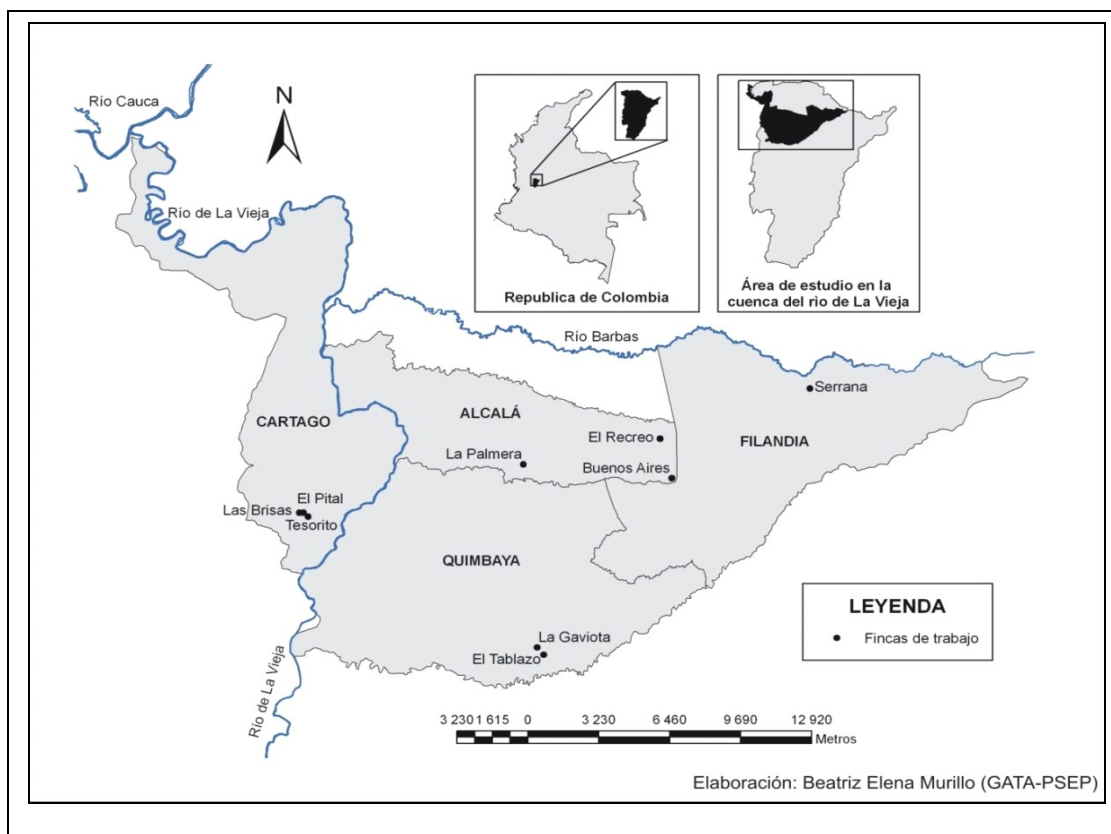 Río Cauca
N
Río de La Vieja
Republica de Colombia
Área de estudio en la
cuenca del rio de La Vieja
Río Barbas
Serrana
CARTAGO
ALCALÁ
El Recreo
FILANDIA
La Palmera
Buenos Aires
El Pital
Las Brisas
Tesorito
QUIMBAYA
La Gaviota
El Tablazo
Río de La Vieja
LEYENDA
Fincas de trabajo
3 230 1 615 0 3 230 6 460 9 690 12 920
Metros
Elaboración: Beatriz Elena Murillo (GATA-PSEP)